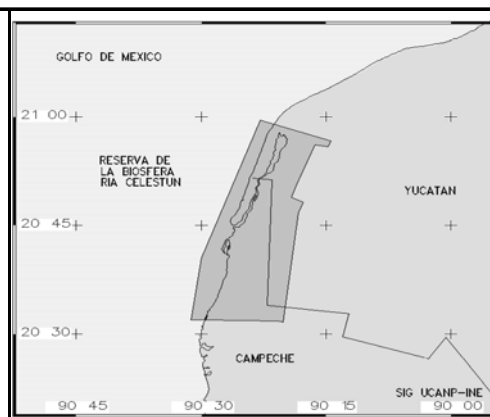 GOLFO DE MEXICO
21 00
RESERVA DE
LA BIOSFERA
RIA CELESTUN
YUCATAN
20 45
20 30
CAMPECHE
SIG UCANP-INE
90 45
90 30
90 15
90 00